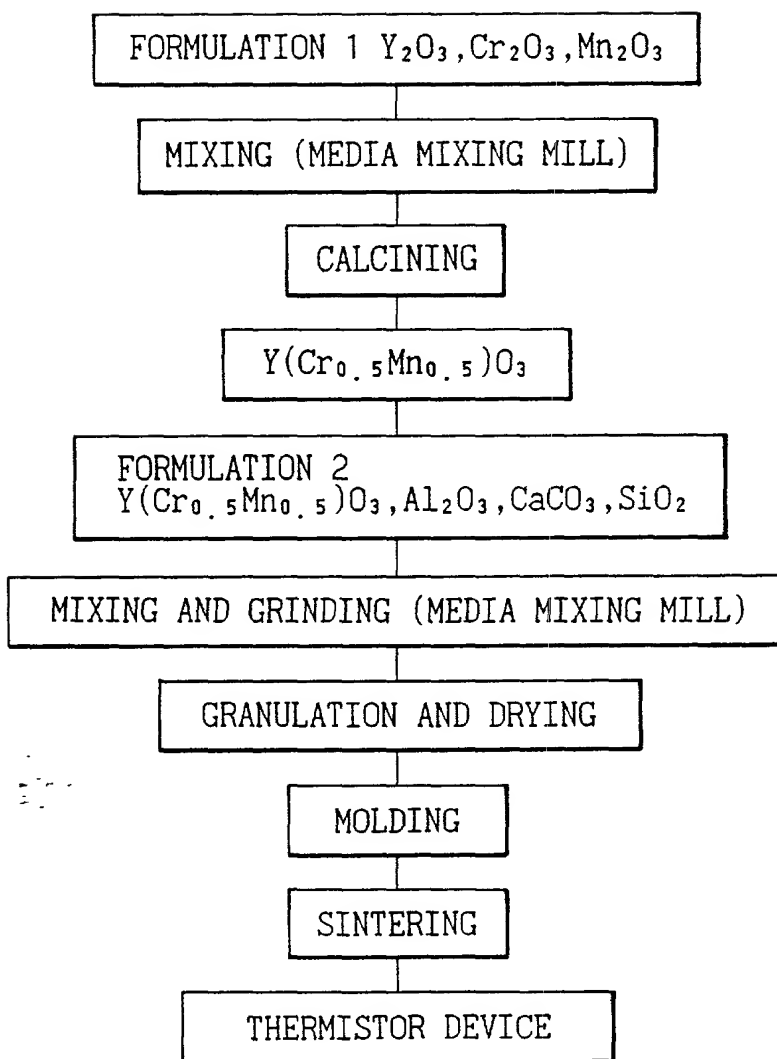 FORMULATION 1 Y₂O₃,Cr₂O₃,Mn₂O₃
MIXING (MEDIA MIXING MILL)
CALCINING
Y(Cr₀.₅Mn₀.₅)O₃
FORMULATION 2
Y(Cr₀.₅Mn₀.₅)O₃,Al₂O₃,CaCO₃,SiO₂
MIXING AND GRINDING (MEDIA MIXING MILL)
GRANULATION AND DRYING
MOLDING
SINTERING
THERMISTOR DEVICE